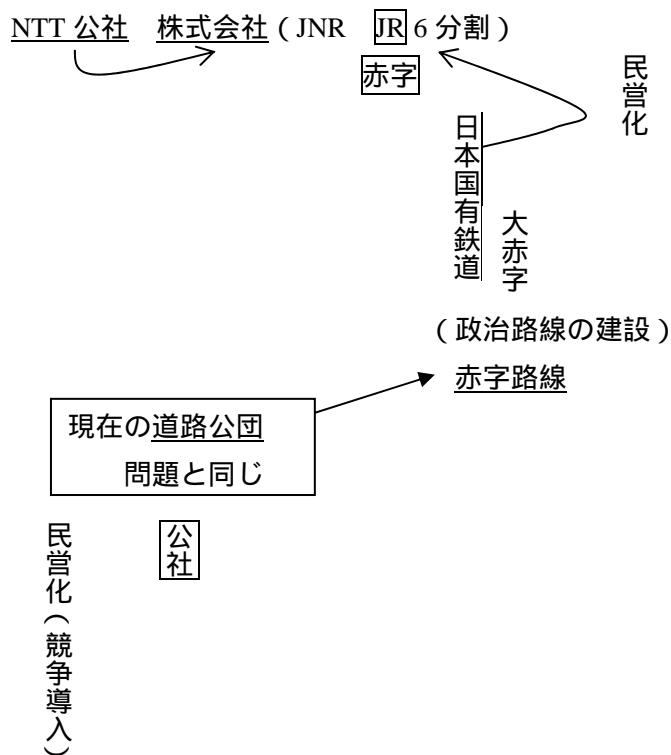 NTT 公社　株式会社（JNR　JR 6 分割）
赤字
民営化
日本国有鉄道
大赤字
（政治路線の建設）
赤字路線
現在の道路公団
問題と同じ
公社
民営化（競争導入）